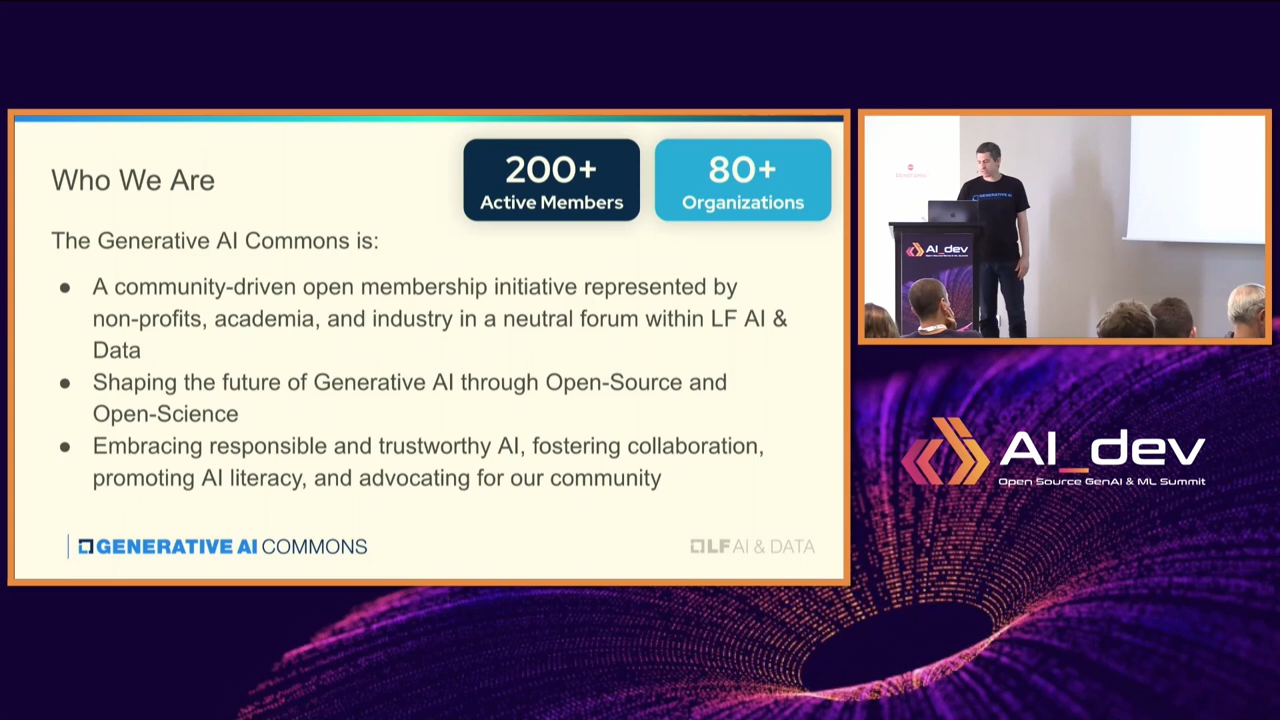 Who We Are
200+
Active Members
80+
Organizations
The Generative AI Commons is:
● A community-driven open membership initiative represented by
non-profits, academia, and industry in a neutral forum within LF AI &
Data
● Shaping the future of Generative AI through Open-Source and
Open-Science
● Embracing responsible and trustworthy AI, fostering collaboration,
promoting AI literacy, and advocating for our community
GENERATIVE AI COMMONS
LF AI & DATA
GENERATIVE AI
AI_dev
AI_dev
Open Source GenAI & ML Summit